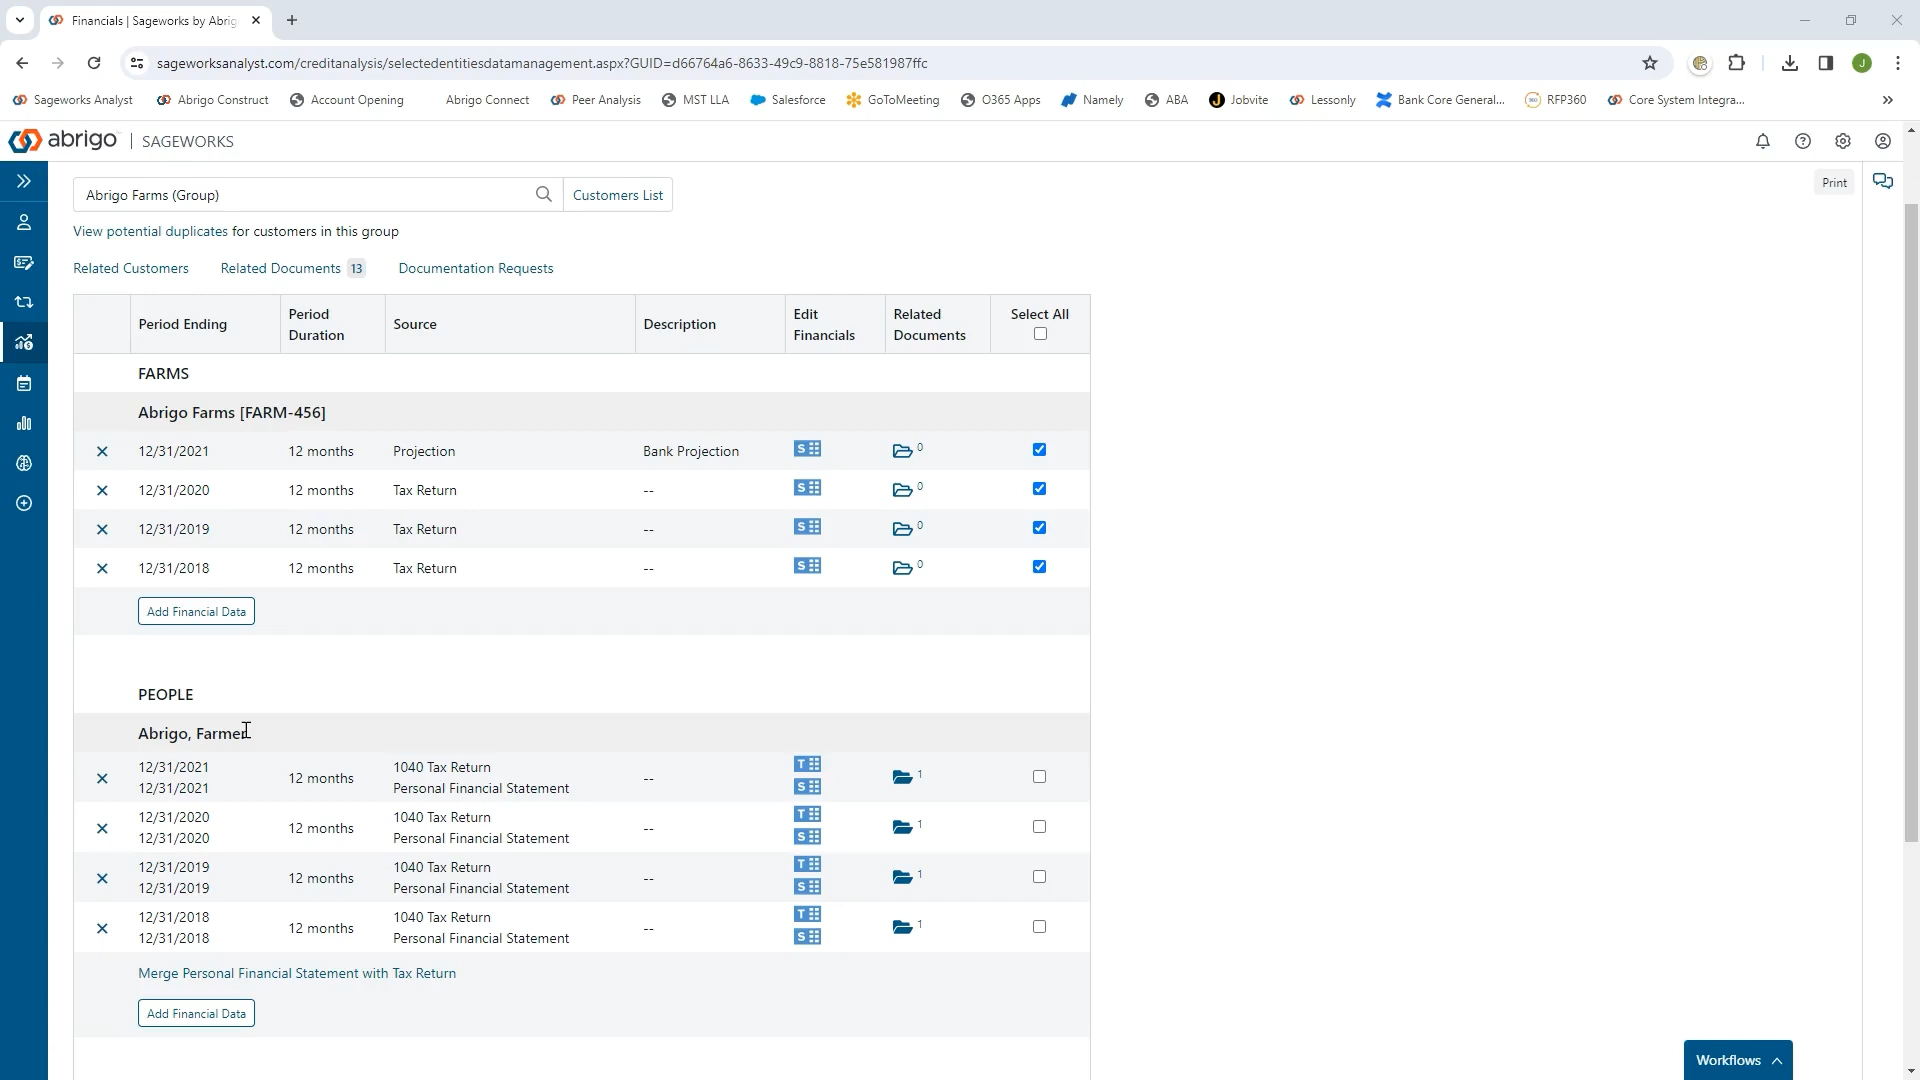 Financials | Sageworks by Abrig
sageworksanalyst.com/creditanalysis/selectedentitiesdatamanagement.aspx?GUID=d66764a6-8633-49c9-8818-75e581987ffc
J
Sageworks Analyst Abrigo Construct Account Opening Abrigo Connect Peer Analysis MST LLA Salesforce GoToMeeting O365 Apps Namely ABA Jobvite Lessonly Bank Core General... RFP360 Core System Integra...
abrigo | SAGEWORKS
Abrigo Farms (Group) Customers List Print
View potential duplicates for customers in this group
Related Customers Related Documents 13 Documentation Requests
Period Ending Period Duration Source Description Edit Financials Related Documents Select All
FARMS
Abrigo Farms [FARM-456]
12/31/2021 12 months Projection Bank Projection S 0
12/31/2020 12 months Tax Return -- S 0
12/31/2019 12 months Tax Return -- S 0
12/31/2018 12 months Tax Return -- S 0
Add Financial Data
PEOPLE
Abrigo, Farmer
12/31/2021 1040 Tax Return T
12 months -- 1
12/31/2021 Personal Financial Statement S
12/31/2020 1040 Tax Return T
12 months -- 1
12/31/2020 Personal Financial Statement S
12/31/2019 1040 Tax Return T
12 months -- 1
12/31/2019 Personal Financial Statement S
12/31/2018 1040 Tax Return T
12 months -- 1
12/31/2018 Personal Financial Statement S
Merge Personal Financial Statement with Tax Return
Add Financial Data
Workflows